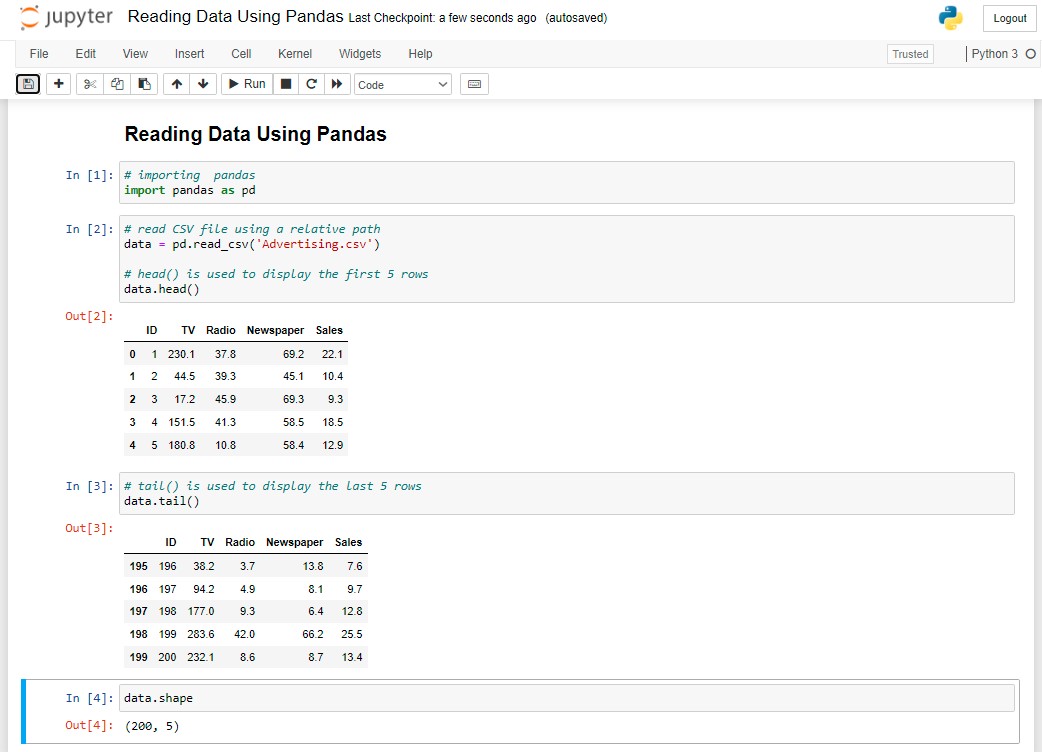 jupyter Reading Data Using Pandas Last Checkpoint: a few seconds ago (autosaved) Logout
File Edit View Insert Cell Kernel Widgets Help Trusted Python 3
Run Code
Reading Data Using Pandas
In [1]: # importing  pandas
import pandas as pd
In [2]: # read CSV file using a relative path
data = pd.read_csv('Advertising.csv')
# head() is used to display the first 5 rows
data.head()
Out[2]:
ID TV Radio Newspaper Sales
0 1 230.1 37.8 69.2 22.1
1 2 44.5 39.3 45.1 10.4
2 3 17.2 45.9 69.3 9.3
3 4 151.5 41.3 58.5 18.5
4 5 180.8 10.8 58.4 12.9
In [3]: # tail() is used to display the last 5 rows
data.tail()
Out[3]:
ID TV Radio Newspaper Sales
195 196 38.2 3.7 13.8 7.6
196 197 94.2 4.9 8.1 9.7
197 198 177.0 9.3 6.4 12.8
198 199 283.6 42.0 66.2 25.5
199 200 232.1 8.6 8.7 13.4
In [4]: data.shape
Out[4]: (200, 5)